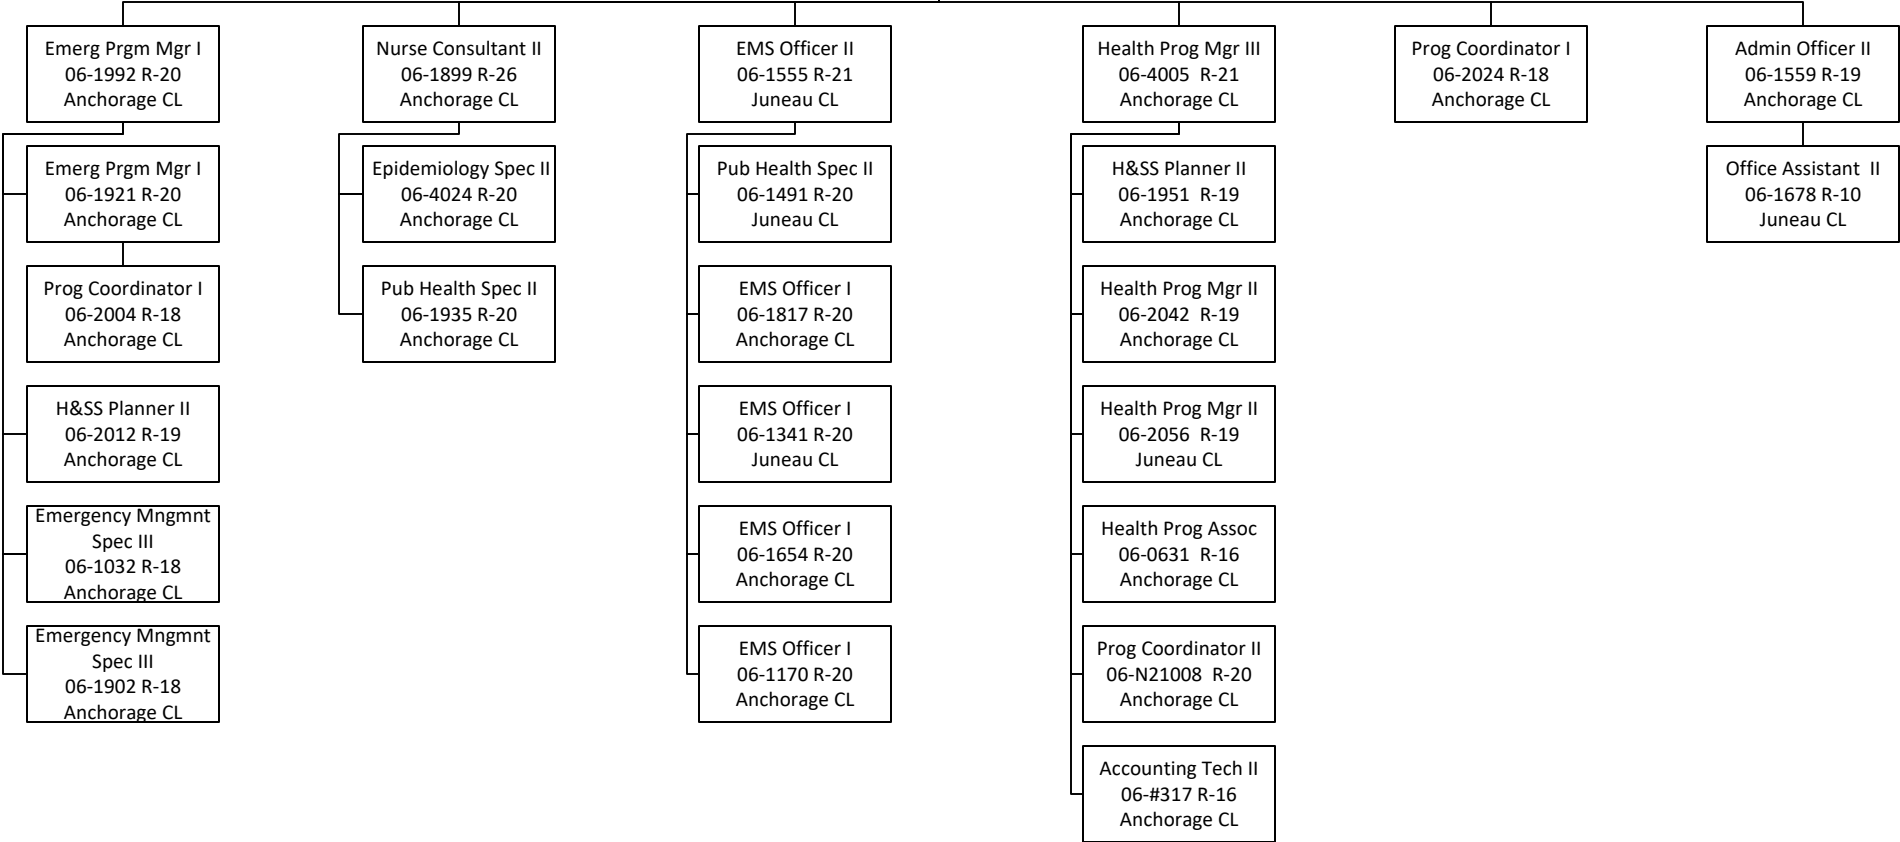 Emerg Prgm Mgr I
06-1992 R-20
Anchorage CL
Nurse Consultant II
06-1899 R-26
Anchorage CL
EMS Officer II
06-1555 R-21
Juneau CL
Health Prog Mgr III
06-4005  R-21
Anchorage CL
Prog Coordinator I
06-2024 R-18
Anchorage CL
Admin Officer II
06-1559 R-19
Anchorage CL
Emerg Prgm Mgr I
06-1921 R-20
Anchorage CL
Epidemiology Spec II
06-4024 R-20
Anchorage CL
Pub Health Spec II
06-1491 R-20
Juneau CL
H&SS Planner II
06-1951  R-19
Anchorage CL
Office Assistant  II
06-1678 R-10
Juneau CL
Prog Coordinator I
06-2004 R-18
Anchorage CL
Pub Health Spec II
06-1935 R-20
Anchorage CL
EMS Officer I
06-1817 R-20
Anchorage CL
Health Prog Mgr II
06-2042  R-19
Anchorage CL
H&SS Planner II
06-2012 R-19
Anchorage CL
EMS Officer I
06-1341 R-20
Juneau CL
Health Prog Mgr II
06-2056  R-19
Juneau CL
Emergency Mngmnt
Spec III
06-1032 R-18
Anchorage CL
EMS Officer I
06-1654 R-20
Anchorage CL
Health Prog Assoc
06-0631  R-16
Anchorage CL
Emergency Mngmnt
Spec III
06-1902 R-18
Anchorage CL
EMS Officer I
06-1170 R-20
Anchorage CL
Prog Coordinator II
06-N21008  R-20
Anchorage CL
Accounting Tech II
06-#317 R-16
Anchorage CL